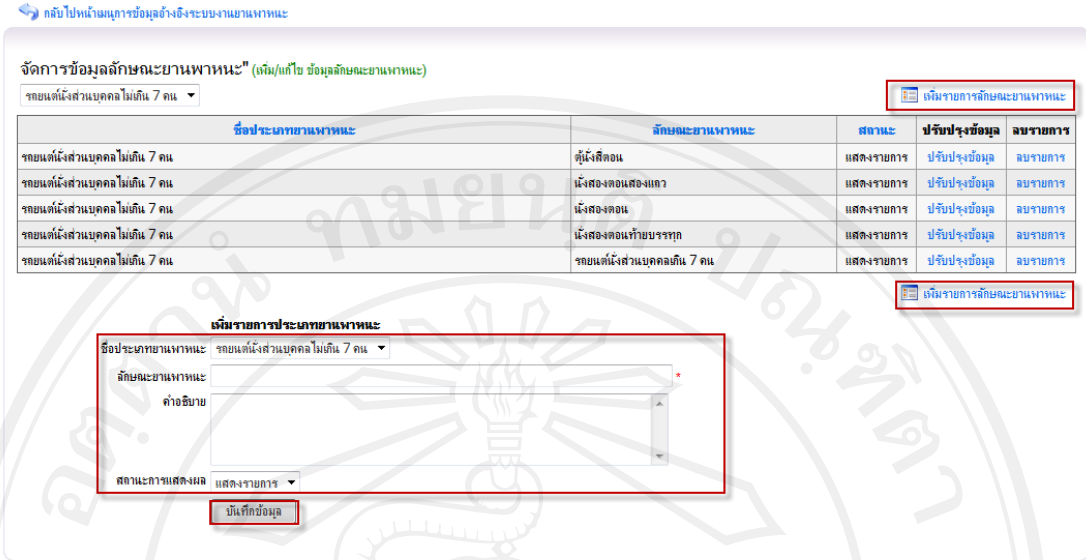 กลับไปหน้าเมนูการข้อมูลอ้างอิงระบบงานยานพาหนะ
จัดการข้อมูลลักษณะยานพาหนะ" (เพิ่ม/แก้ไข ข้อมูลลักษณะยานพาหนะ)
รถยนต์นั่งส่วนบุคคลไม่เกิน 7 คน
เพิ่มรายการลักษณะยานพาหนะ
ชื่อประเภทยานพาหนะ ลักษณะยานพาหนะ สถานะ ปรับปรุงข้อมูล ลบรายการ
รถยนต์นั่งส่วนบุคคลไม่เกิน 7 คน ตู้นั่งสี่ตอน แสดงรายการ ปรับปรุงข้อมูล ลบรายการ
รถยนต์นั่งส่วนบุคคลไม่เกิน 7 คน นั่งสองตอนสองแถว แสดงรายการ ปรับปรุงข้อมูล ลบรายการ
รถยนต์นั่งส่วนบุคคลไม่เกิน 7 คน นั่งสองตอน แสดงรายการ ปรับปรุงข้อมูล ลบรายการ
รถยนต์นั่งส่วนบุคคลไม่เกิน 7 คน นั่งสองตอนท้ายบรรทุก แสดงรายการ ปรับปรุงข้อมูล ลบรายการ
รถยนต์นั่งส่วนบุคคลไม่เกิน 7 คน รถยนต์นั่งส่วนบุคคลเกิน 7 คน แสดงรายการ ปรับปรุงข้อมูล ลบรายการ
เพิ่มรายการลักษณะยานพาหนะ
เพิ่มรายการประเภทยานพาหนะ
ชื่อประเภทยานพาหนะ รถยนต์นั่งส่วนบุคคลไม่เกิน 7 คน
ลักษณะยานพาหนะ *
คำอธิบาย
สถานะการแสดงผล แสดงรายการ
บันทึกข้อมูล